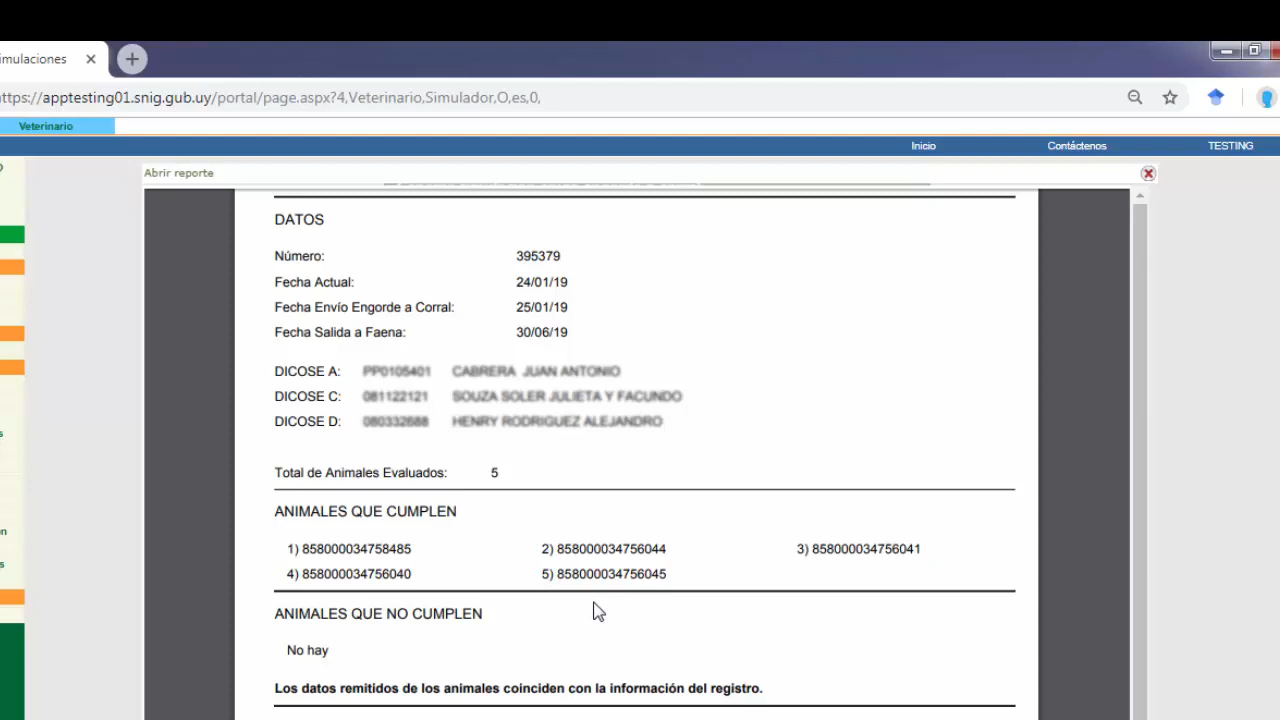 imulaciones
https://apptesting01.snig.gub.uy/portal/page.aspx?4,Veterinario,Simulador,O,es,0,
Veterinario
Inicio Contáctenos TESTING
Abrir reporte
DATOS
Número: 395379
Fecha Actual: 24/01/19
Fecha Envío Engorde a Corral: 25/01/19
Fecha Salida a Faena: 30/06/19
DICOSE A:
DICOSE C:
DICOSE D:
Total de Animales Evaluados: 5
ANIMALES QUE CUMPLEN
1) 858000034758485 2) 858000034756044 3) 858000034756041
4) 858000034756040 5) 858000034756045
ANIMALES QUE NO CUMPLEN
No hay
Los datos remitidos de los animales coinciden con la información del registro.